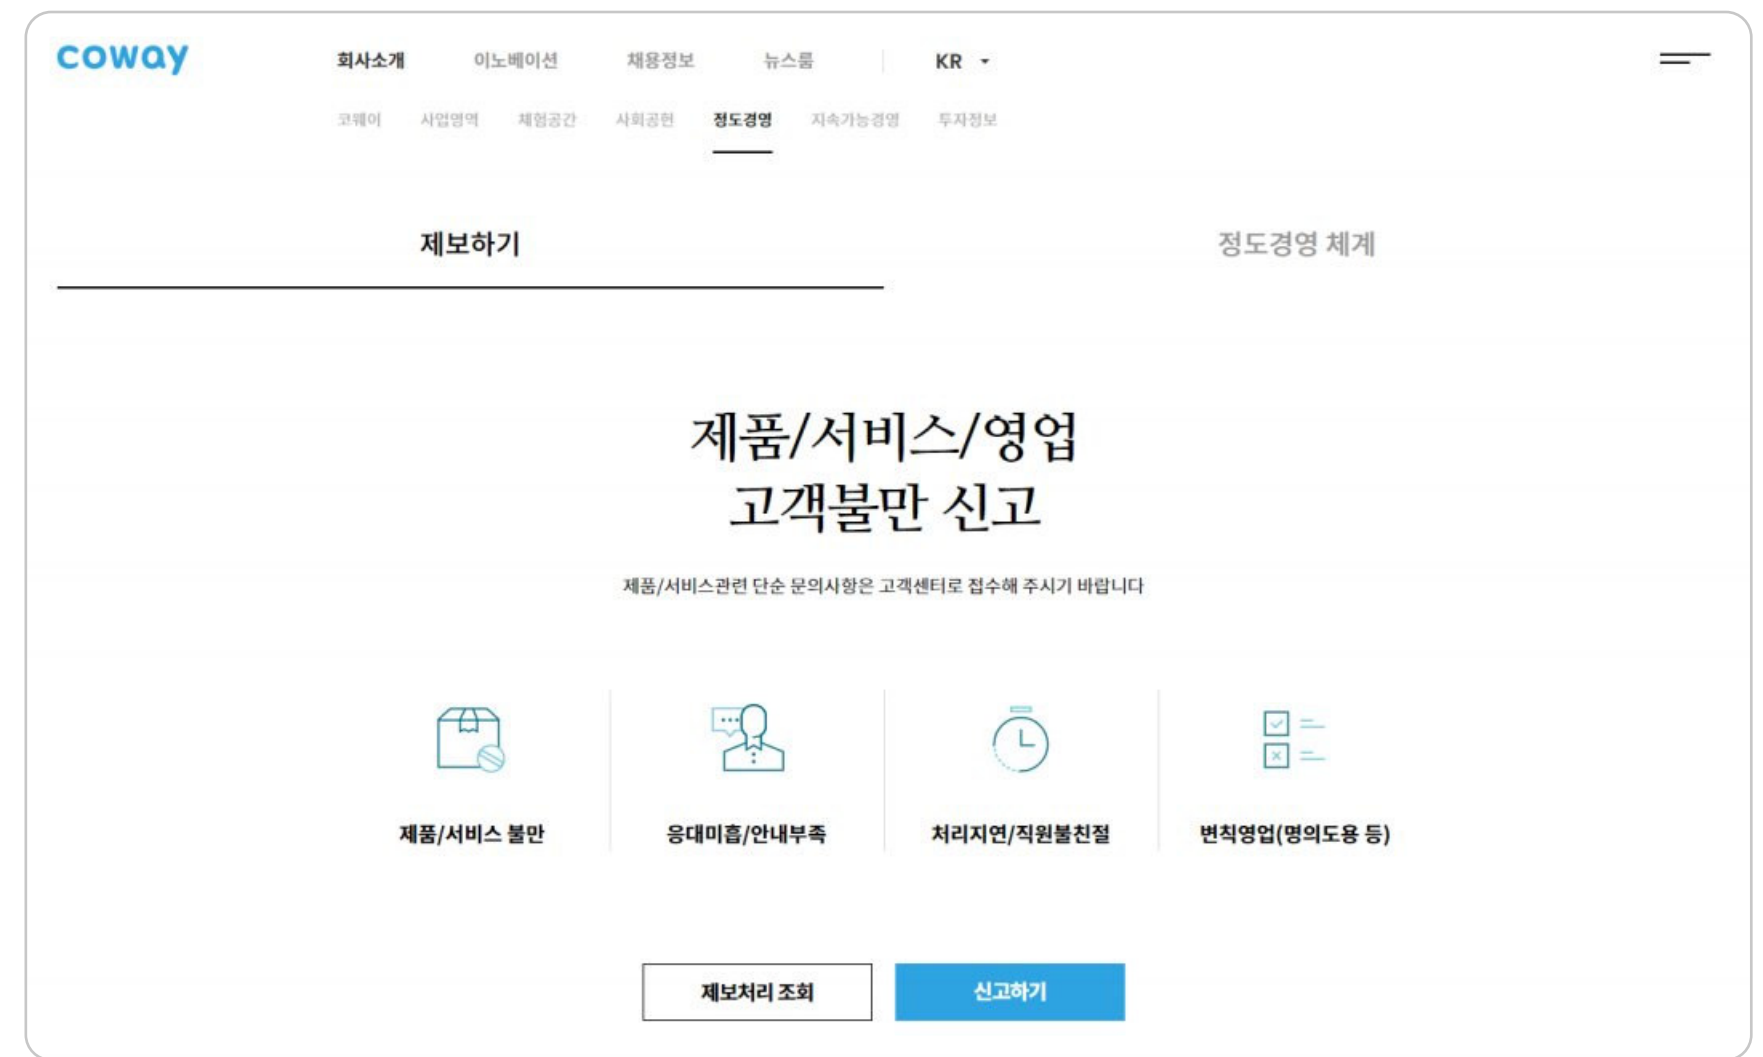 coway
회사소개 이노베이션 채용정보 뉴스룸 KR
코웨이 사업영역 체험공간 사회공헌 정도경영 지속가능경영 투자정보
제보하기 정도경영 체계
제품/서비스/영업
고객불만 신고
제품/서비스관련 단순 문의사항은 고객센터로 접수해 주시기 바랍니다
제품/서비스 불만 응대미흡/안내부족 처리지연/직원불친절 변칙영업(명의도용 등)
제보처리 조회 신고하기